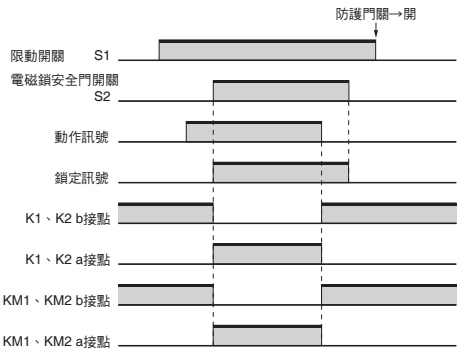 防護門關→開
限動開關 S1
電磁鎖安全門開關
S2
動作訊號
鎖定訊號
K1、K2 b接點
K1、K2 a接點
KM1、KM2 b接點
KM1、KM2 a接點